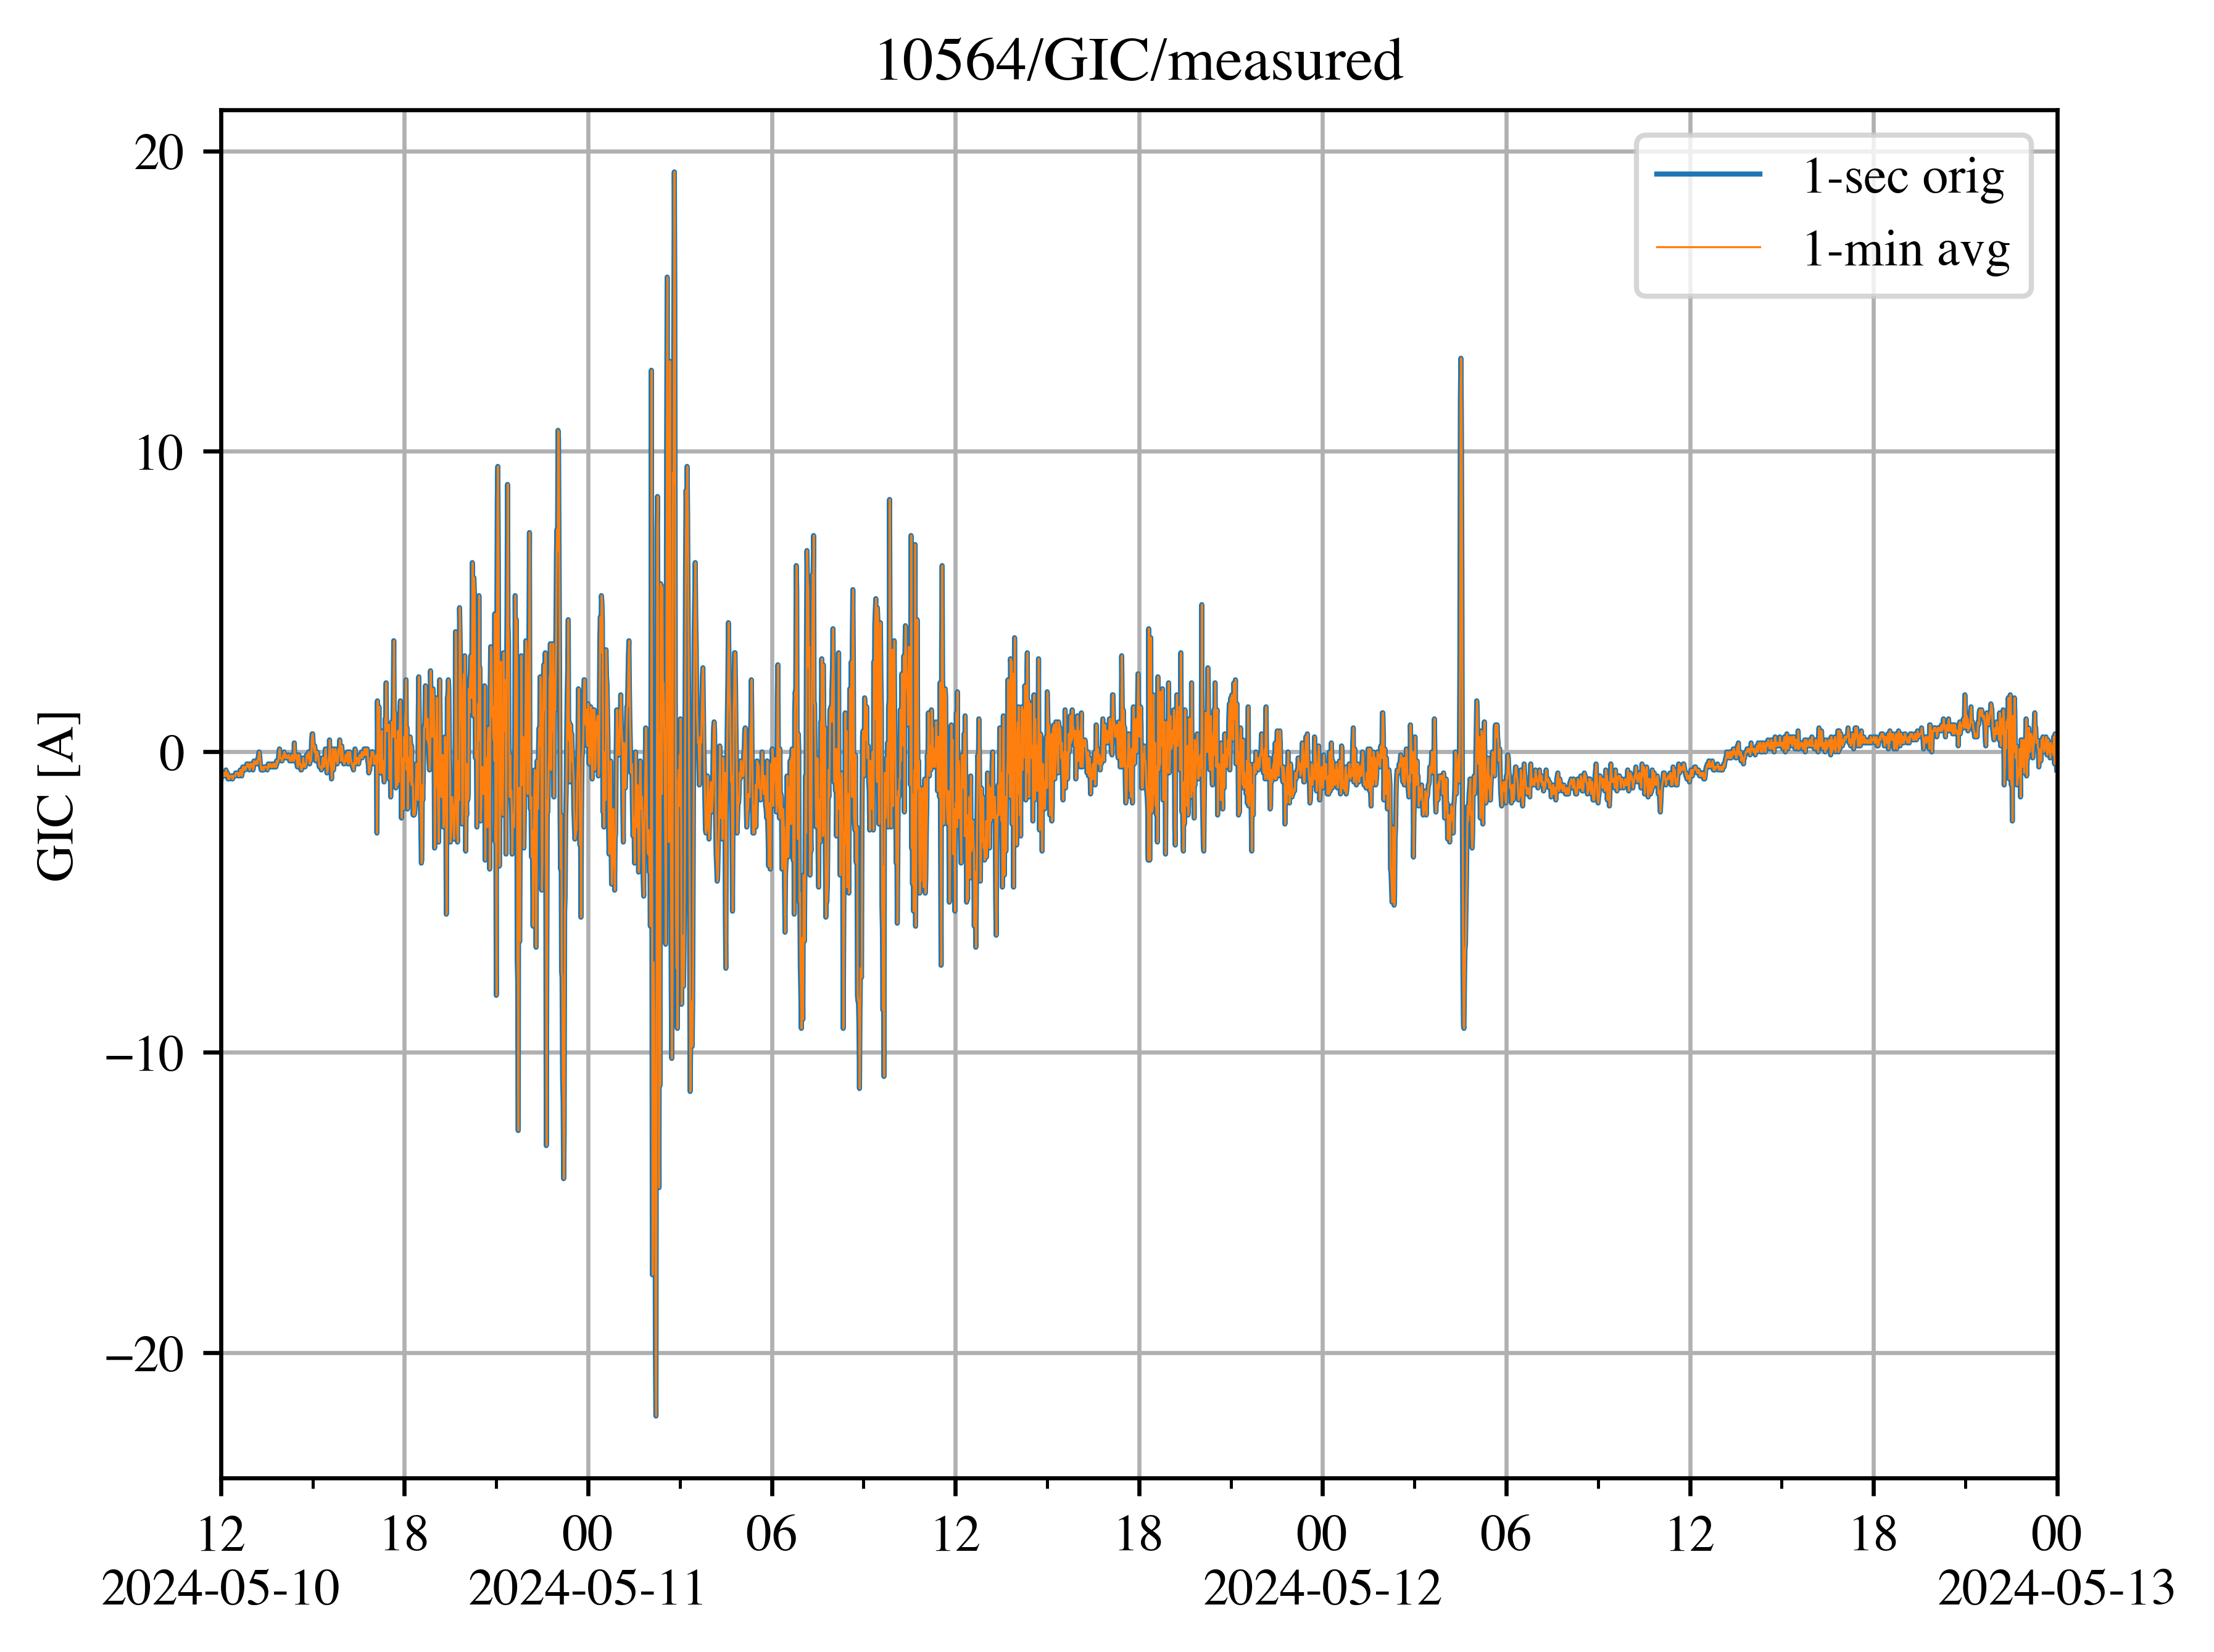 10564/GIC/measured
1-sec orig
1-min avg
GIC [A]
20
10
0
−10
−20
12 18 00 06 12 18 00 06 12 18 00
2024-05-10 2024-05-11 2024-05-12 2024-05-13